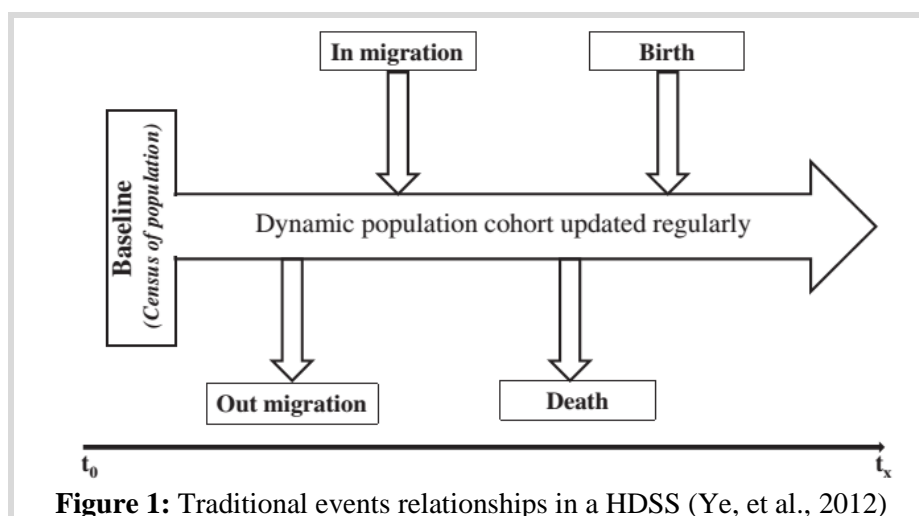 In migration
Birth
Baseline
(Census of population)
Dynamic population cohort updated regularly
Out migration
Death
t0
tx
Figure 1: Traditional events relationships in a HDSS (Ye, et al., 2012)